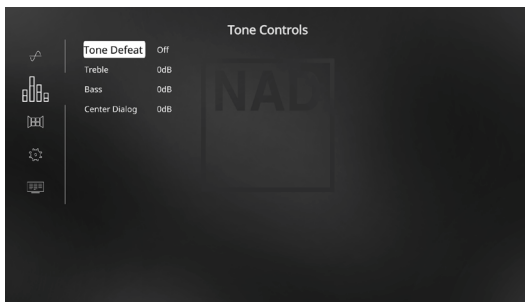 Tone Controls
Tone Defeat Off
Treble 0dB
Bass 0dB
Center Dialog 0dB
NAD